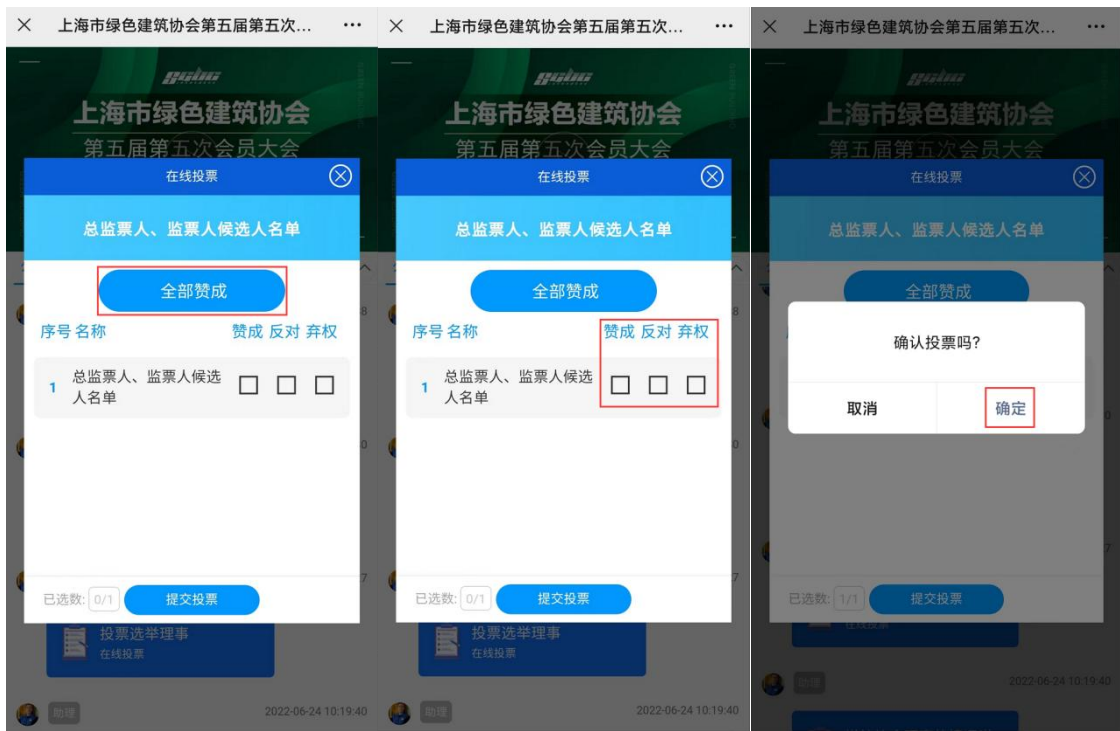 上海市绿色建筑协会第五届第五次...
上海市绿色建筑协会
第五届第五次会员大会
在线投票
总监票人、监票人候选人名单
全部赞成
序号 名称 赞成 反对 弃权
1 总监票人、监票人候选
人名单
已选数: 0/1 提交投票
投票选举理事
在线投票
助理 2022-06-24 10:19:40
上海市绿色建筑协会第五届第五次...
上海市绿色建筑协会
第五届第五次会员大会
在线投票
总监票人、监票人候选人名单
全部赞成
序号 名称 赞成 反对 弃权
1 总监票人、监票人候选
人名单
已选数: 0/1 提交投票
投票选举理事
在线投票
助理 2022-06-24 10:19:40
上海市绿色建筑协会第五届第五次...
上海市绿色建筑协会
第五届第五次会员大会
在线投票
总监票人、监票人候选人名单
全部赞成
确认投票吗?
取消 确定
已选数: 1/1 提交投票
在线投票
助理 2022-06-24 10:19:40